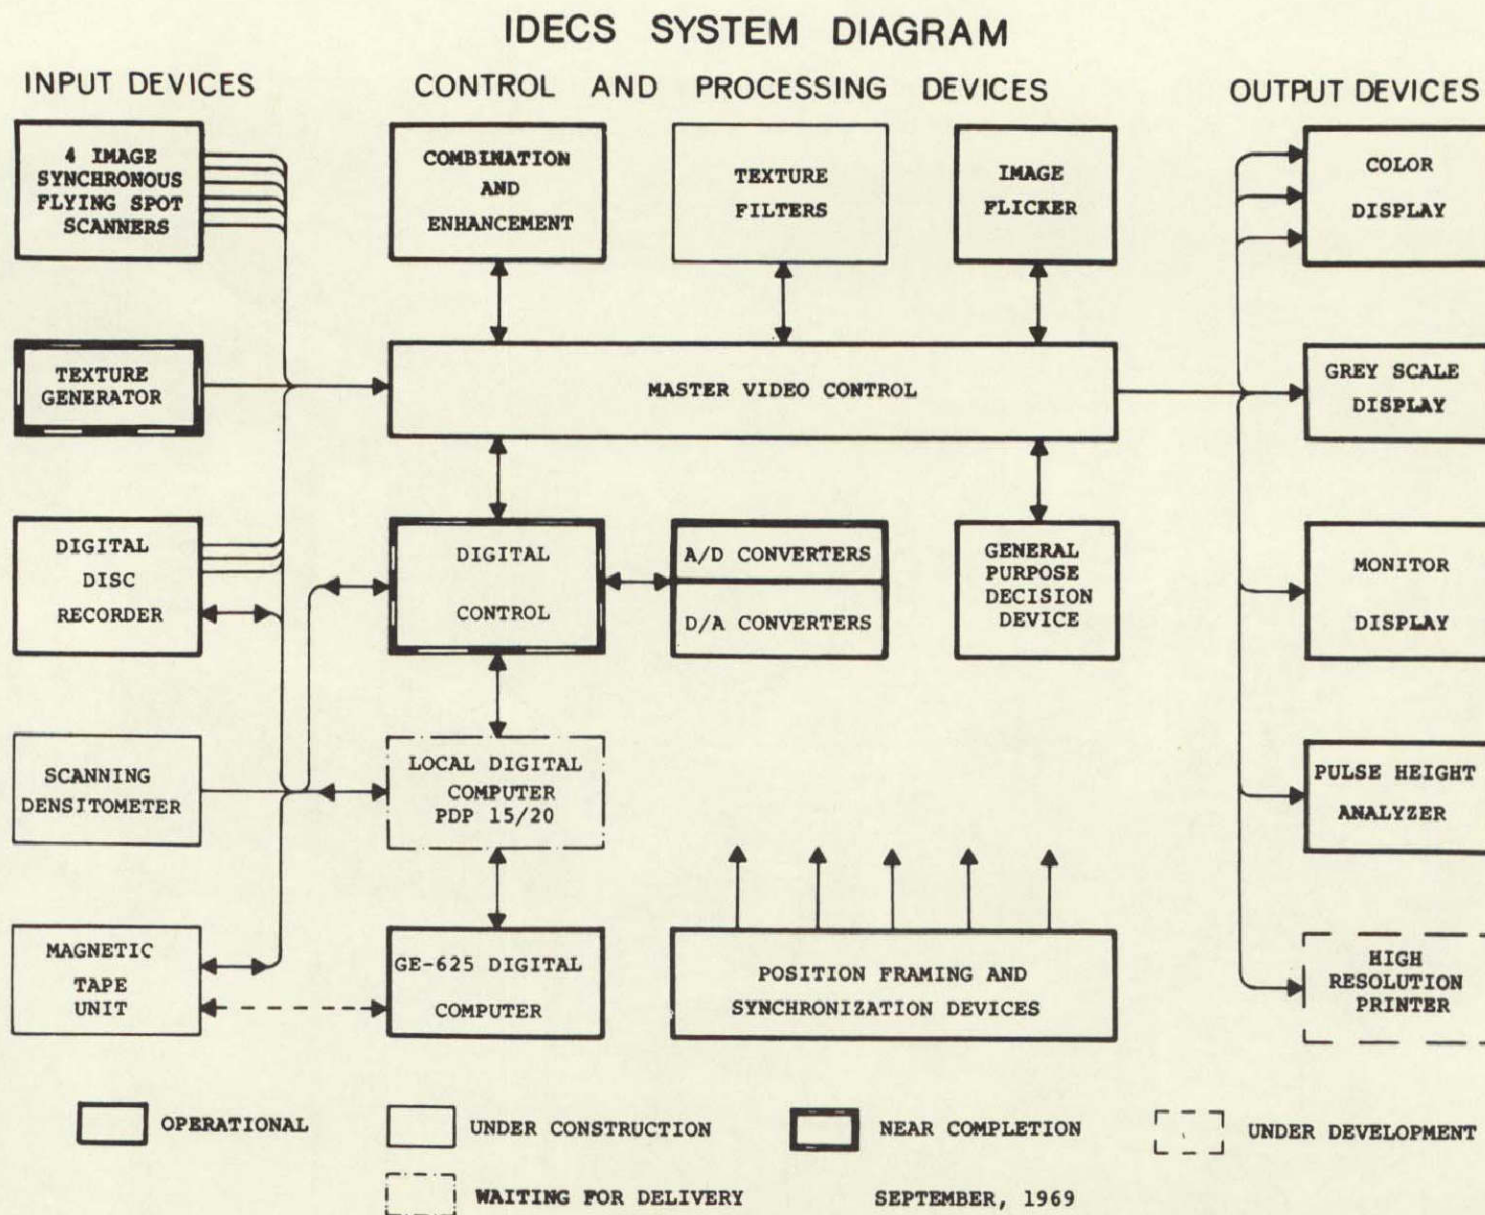 IDECS SYSTEM DIAGRAM
INPUT DEVICES
CONTROL AND PROCESSING DEVICES
OUTPUT DEVICES
4 IMAGE
SYNCHRONOUS
FLYING SPOT
SCANNERS
COMBINATION
AND
ENHANCEMENT
TEXTURE
FILTERS
IMAGE
FLICKER
COLOR
DISPLAY
TEXTURE
GENERATOR
MASTER VIDEO CONTROL
GREY SCALE
DISPLAY
DIGITAL
DISC
RECORDER
DIGITAL
CONTROL
A/D CONVERTERS
D/A CONVERTERS
GENERAL
PURPOSE
DECISION
DEVICE
MONITOR
DISPLAY
SCANNING
DENSITOMETER
LOCAL DIGITAL
COMPUTER
PDP 15/20
PULSE HEIGHT
ANALYZER
MAGNETIC
TAPE
UNIT
GE-625 DIGITAL
COMPUTER
POSITION FRAMING AND
SYNCHRONIZATION DEVICES
HIGH
RESOLUTION
PRINTER
OPERATIONAL
UNDER CONSTRUCTION
NEAR COMPLETION
UNDER DEVELOPMENT
WAITING FOR DELIVERY
SEPTEMBER, 1969